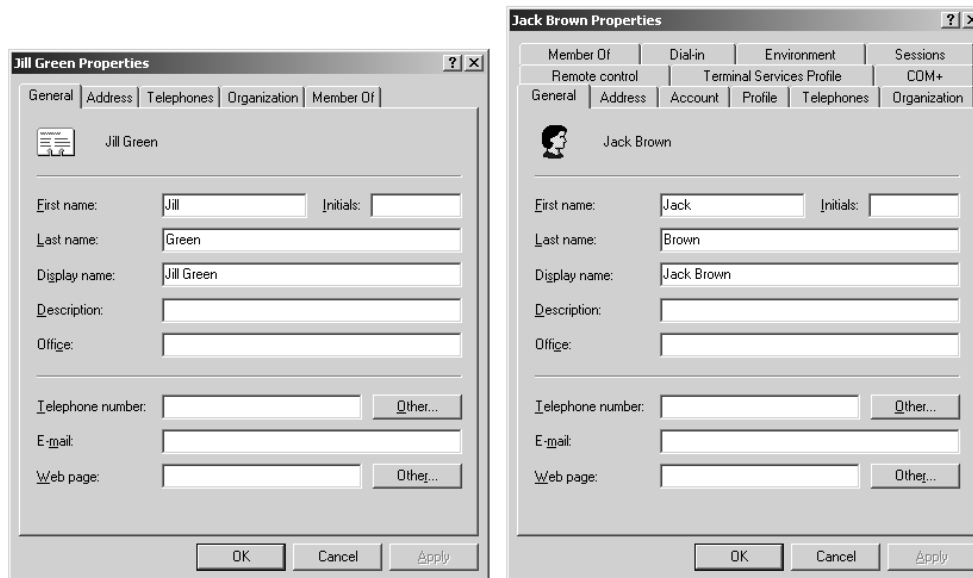 Jill Green Properties
General Address Telephones Organization Member Of
Jill Green
First name: Jill Initials:
Last name: Green
Display name: Jill Green
Description:
Office:
Telephone number: Other...
E-mail:
Web page: Other...
OK Cancel Apply
Jack Brown Properties
Member Of Dial-in Environment Sessions
Remote control Terminal Services Profile COM+
General Address Account Profile Telephones Organization
Jack Brown
First name: Jack Initials:
Last name: Brown
Display name: Jack Brown
Description:
Office:
Telephone number: Other...
E-mail:
Web page: Other...
OK Cancel Apply